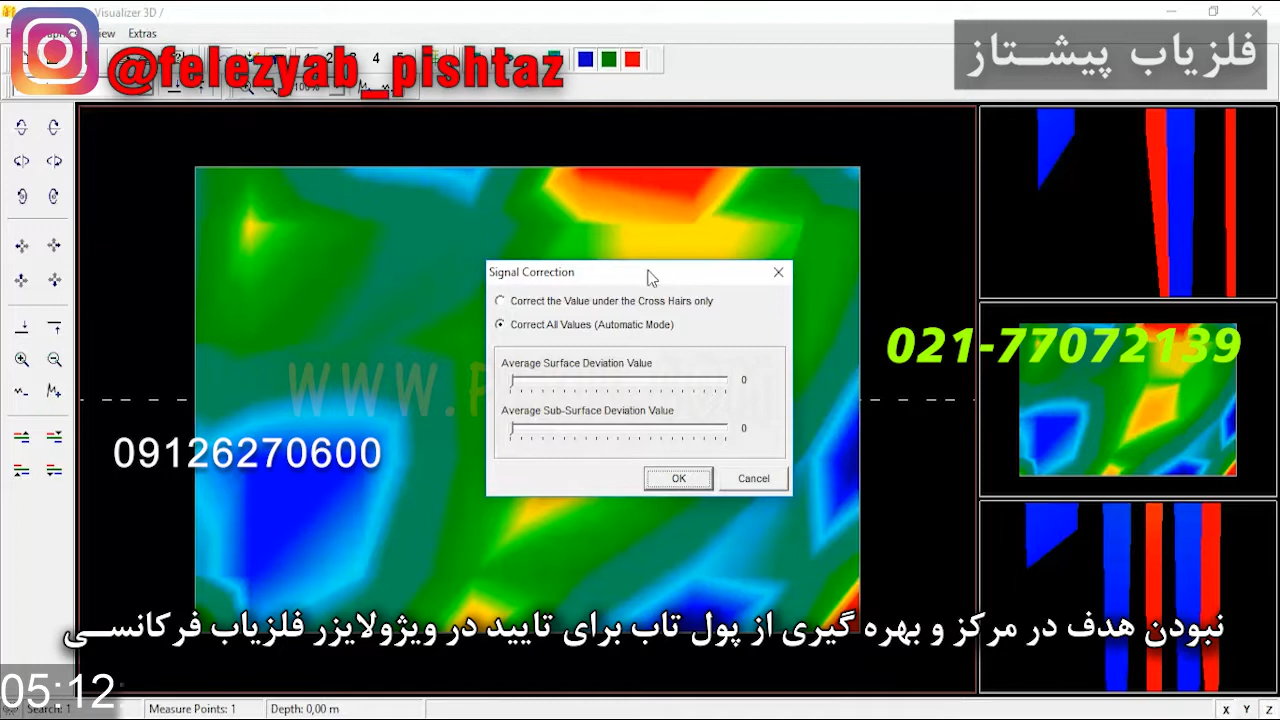 Visualizer 3D /
Extras
@felezyab_pishtaz
4
فلزیاب پیشتاز
Signal Correction
Correct the Value under the Cross Hairs only
Correct All Values (Automatic Mode)
Average Surface Deviation Value
0
Average Sub-Surface Deviation Value
0
OK
Cancel
021-77072139
09126270600
نبودن هدف در مرکز و بهره گیری از پول تاب برای تایید در ویژولایزر فلزیاب فرکانسی
05:12
Search: 1
Measure Points: 1
Depth: 0,00 m
X Y Z